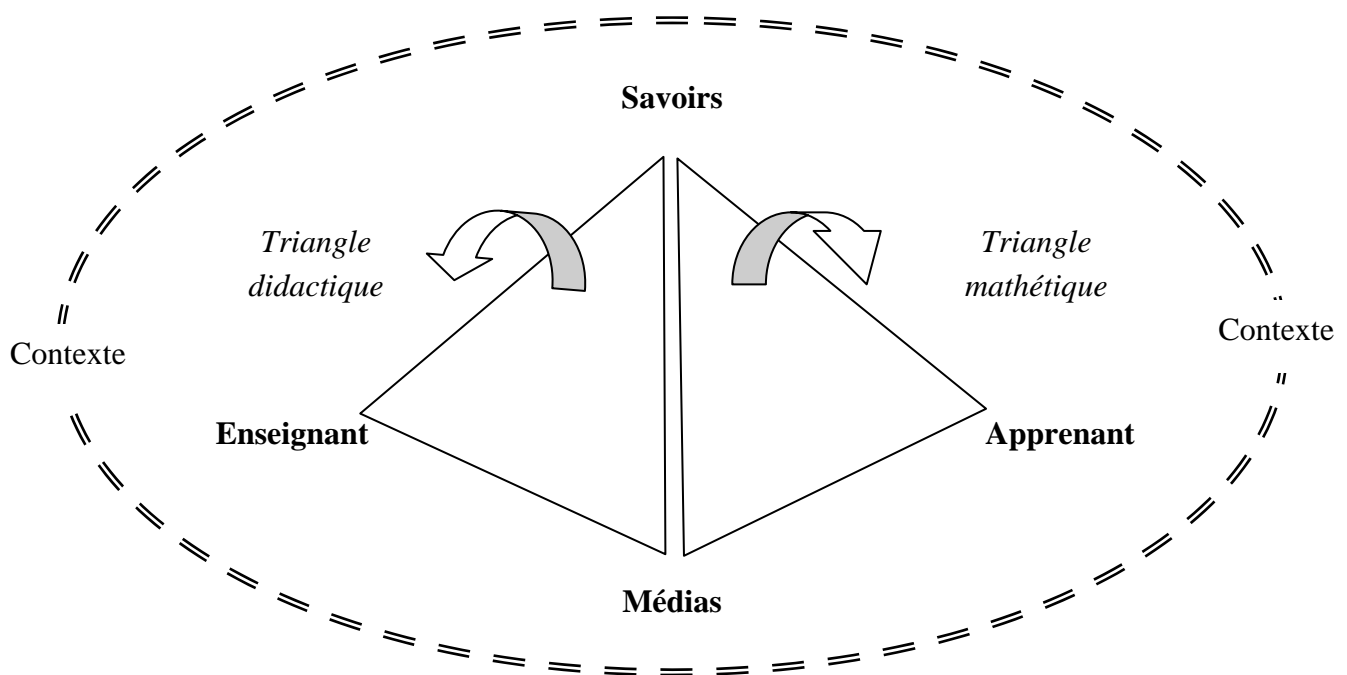 Savoirs
Triangle
didactique
Triangle
mathétique
Contexte
Contexte
Enseignant
Apprenant
Médias